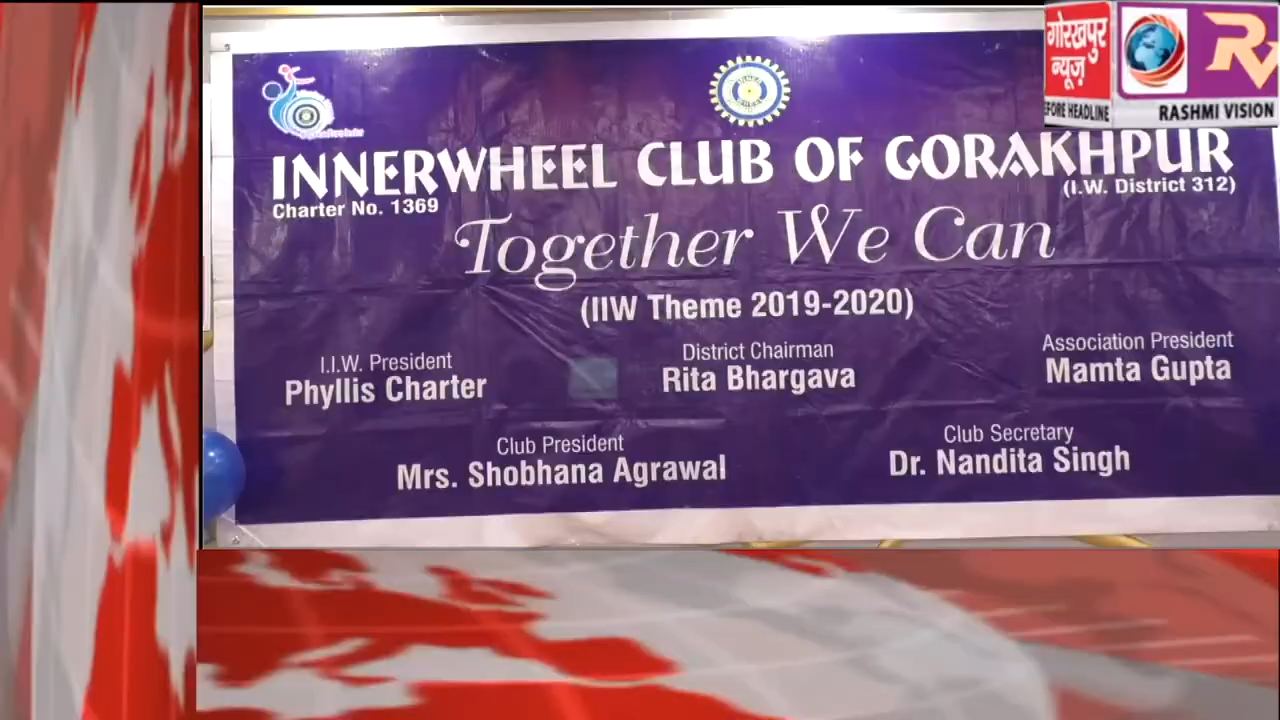 गोरखपुर
न्यूज़
EFORE HEADLINE
RV
RASHMI VISION
INNERWHEEL CLUB OF GORAKHPUR
Charter No. 1369
(I.W. District 312)
Together We Can
(IIW Theme 2019-2020)
I.I.W. President
Phyllis Charter
District Chairman
Rita Bhargava
Association President
Mamta Gupta
Club President
Mrs. Shobhana Agrawal
Club Secretary
Dr. Nandita Singh